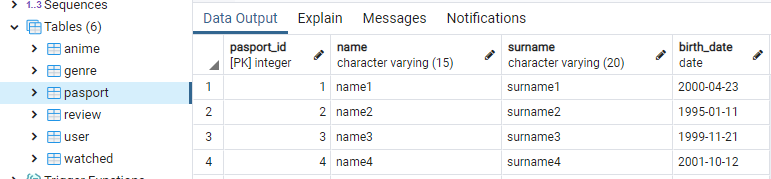 Sequences
Tables (6)
anime
genre
pasport
review
user
watched
Trigger Functions
Data Output Explain Messages Notifications
pasport_id name surname birth_date
[PK] integer character varying (15) character varying (20) date
1 1 name1 surname1 2000-04-23
2 2 name2 surname2 1995-01-11
3 3 name3 surname3 1999-11-21
4 4 name4 surname4 2001-10-12